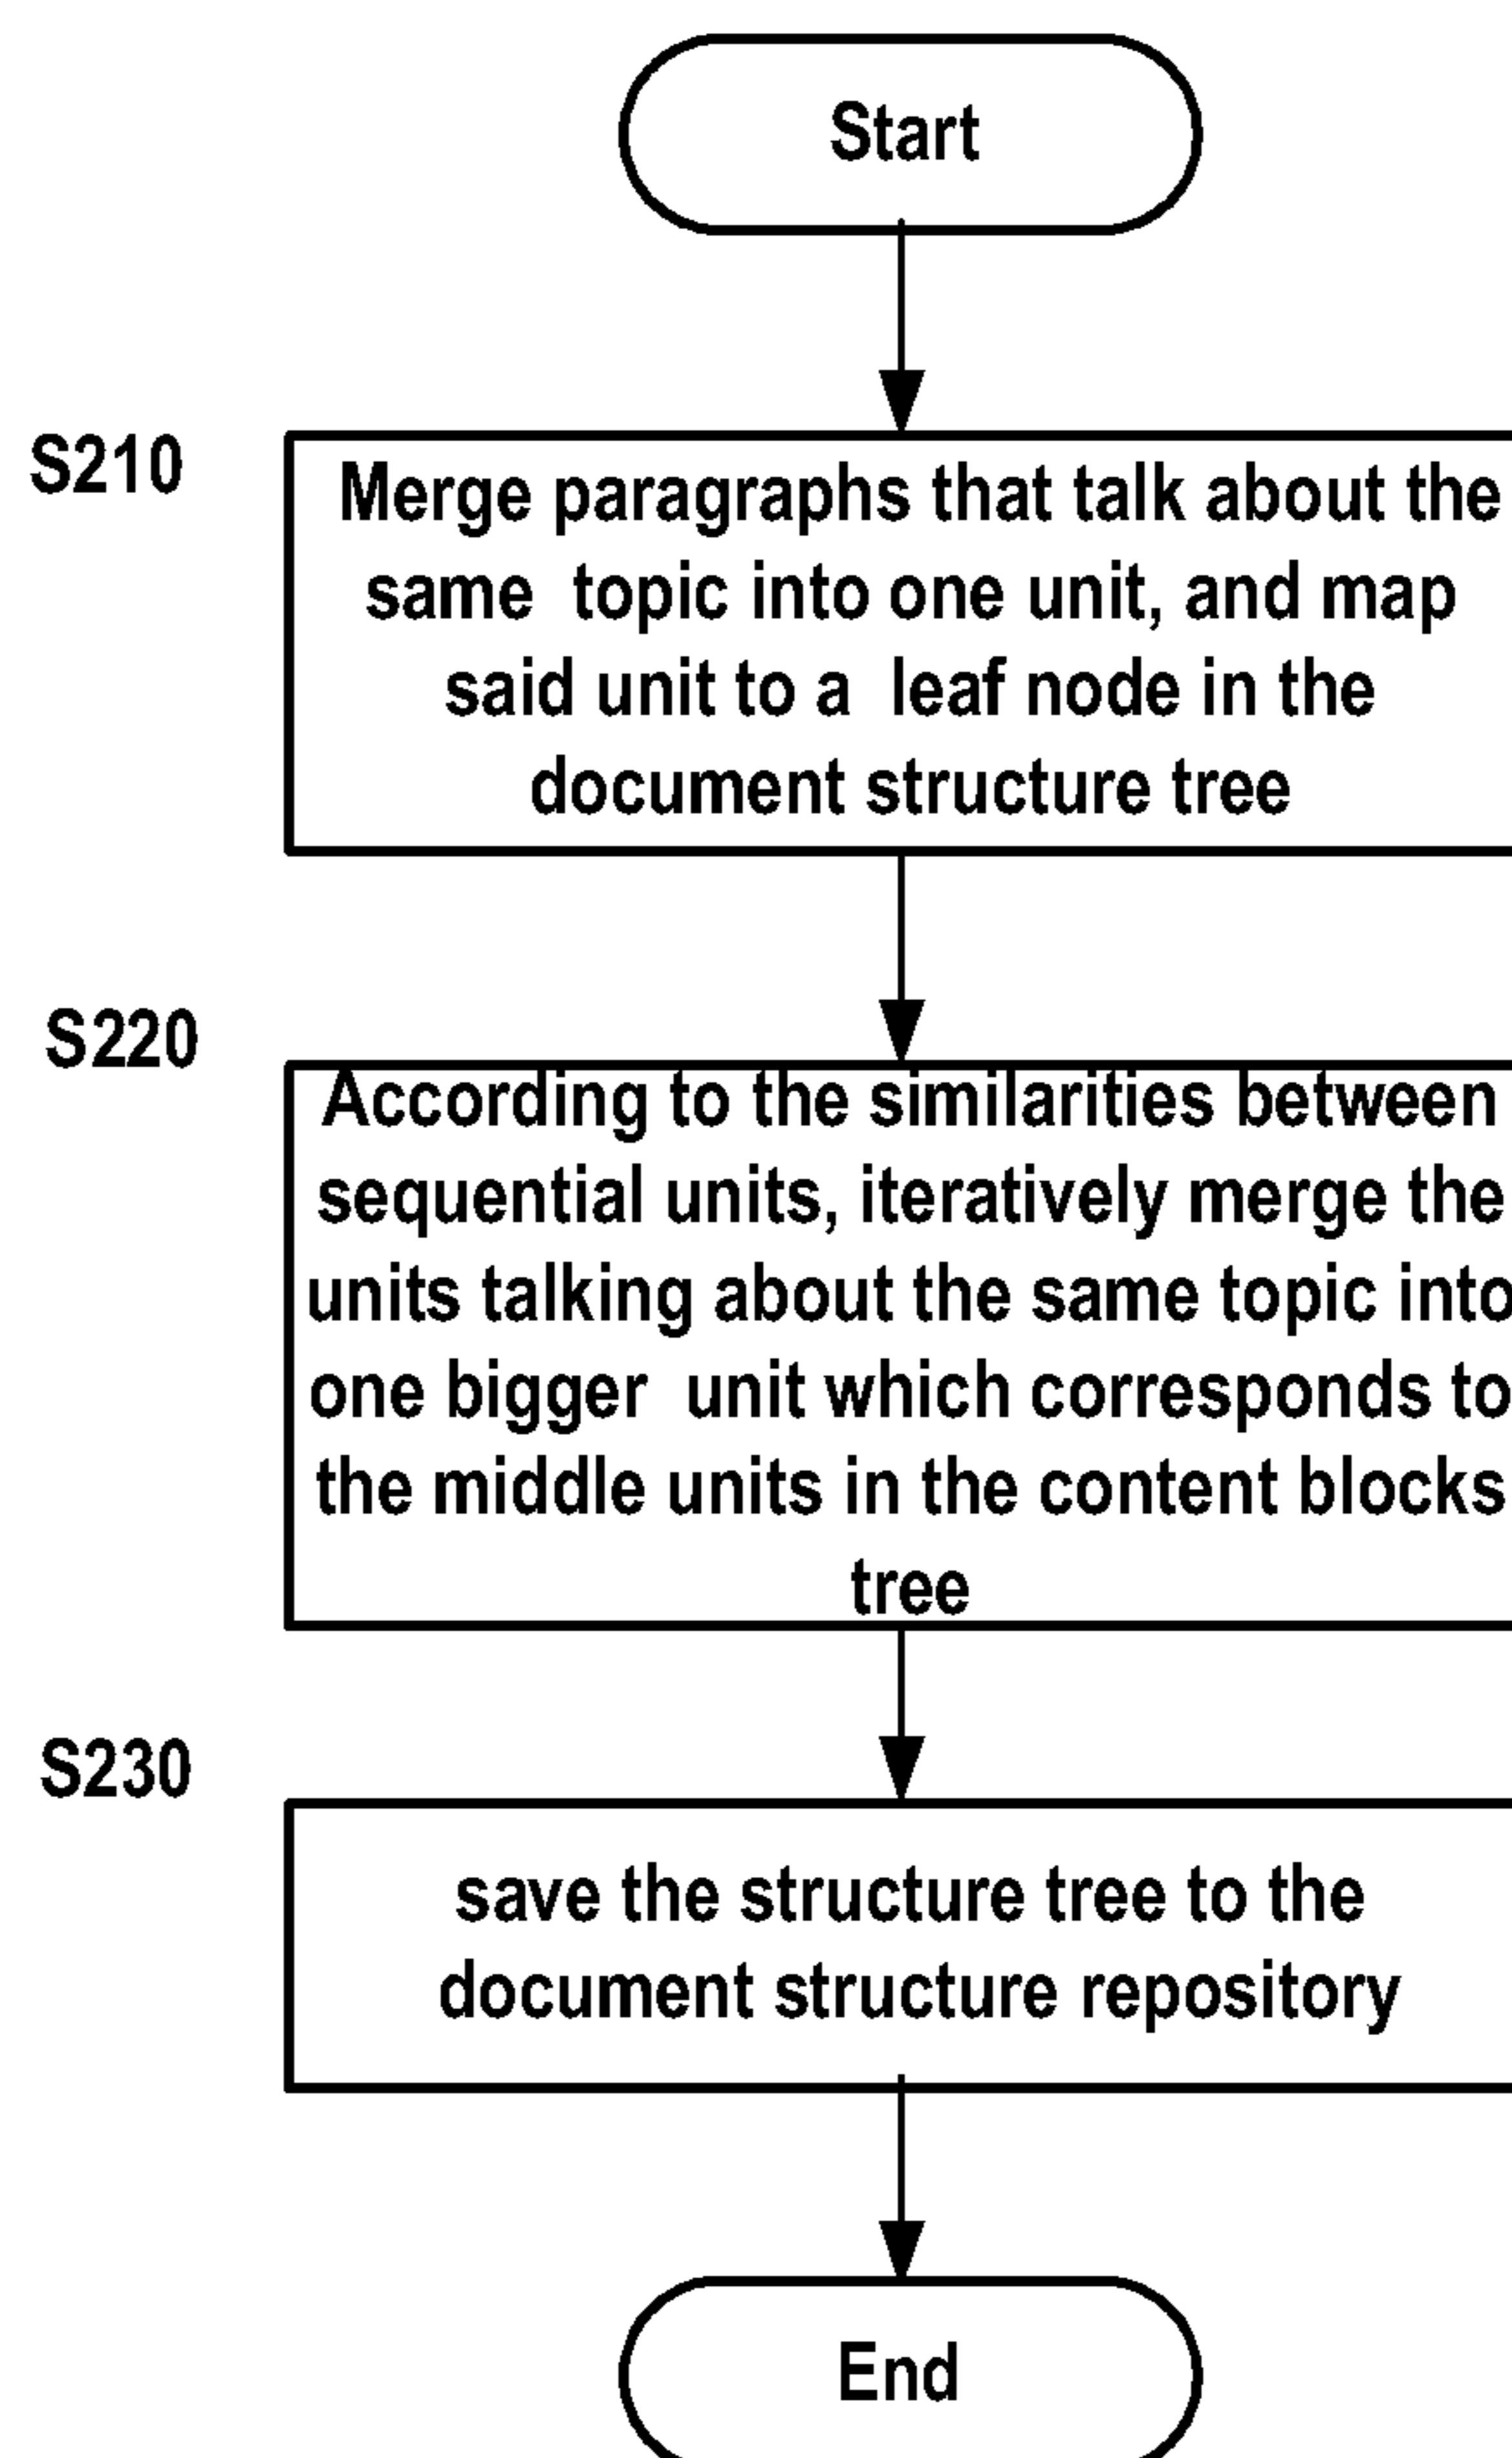 Start
S210
Merge paragraphs that talk about the
same topic into one unit, and map
said unit to a leaf node in the
document structure tree
S220
According to the similarities between
sequential units, iteratively merge the
units talking about the same topic into
one bigger unit which corresponds to
the middle units in the content blocks
tree
S230
save the structure tree to the
document structure repository
End